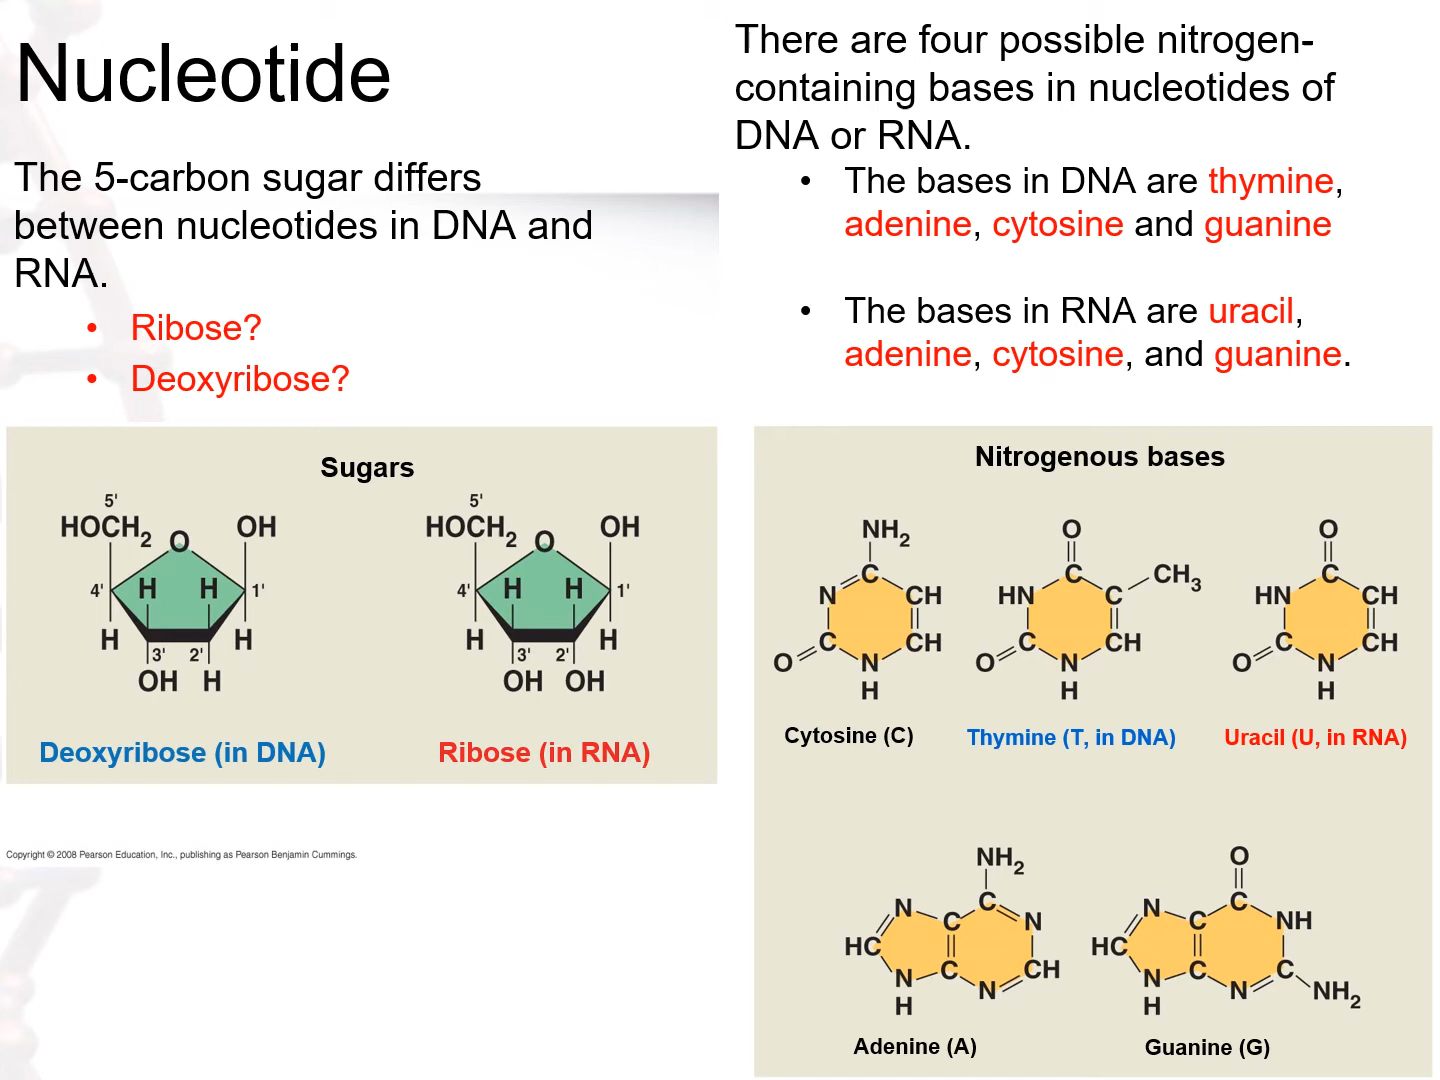 Nucleotide
The 5-carbon sugar differs
between nucleotides in DNA and
RNA.
• Ribose?
• Deoxyribose?
Sugars
5'
HOCH2 O OH
4' H H 1'
H 3' 2' H
OH H
Deoxyribose (in DNA)
5'
HOCH2 O OH
4' H H 1'
H 3' 2' H
OH OH
Ribose (in RNA)
Copyright © 2008 Pearson Education, Inc., publishing as Pearson Benjamin Cummings.
There are four possible nitrogen-
containing bases in nucleotides of
DNA or RNA.
• The bases in DNA are thymine,
adenine, cytosine and guanine
• The bases in RNA are uracil,
adenine, cytosine, and guanine.
Nitrogenous bases
NH2
C
N CH
C CH
O N
H
Cytosine (C)
O
C CH3
HN C
C CH
O N
H
Thymine (T, in DNA)
O
C
HN CH
C CH
O N
H
Uracil (U, in RNA)
NH2
C
N C N
HC
N C CH
H N
Adenine (A)
O
C
N C NH
HC
N C C
H N NH2
Guanine (G)